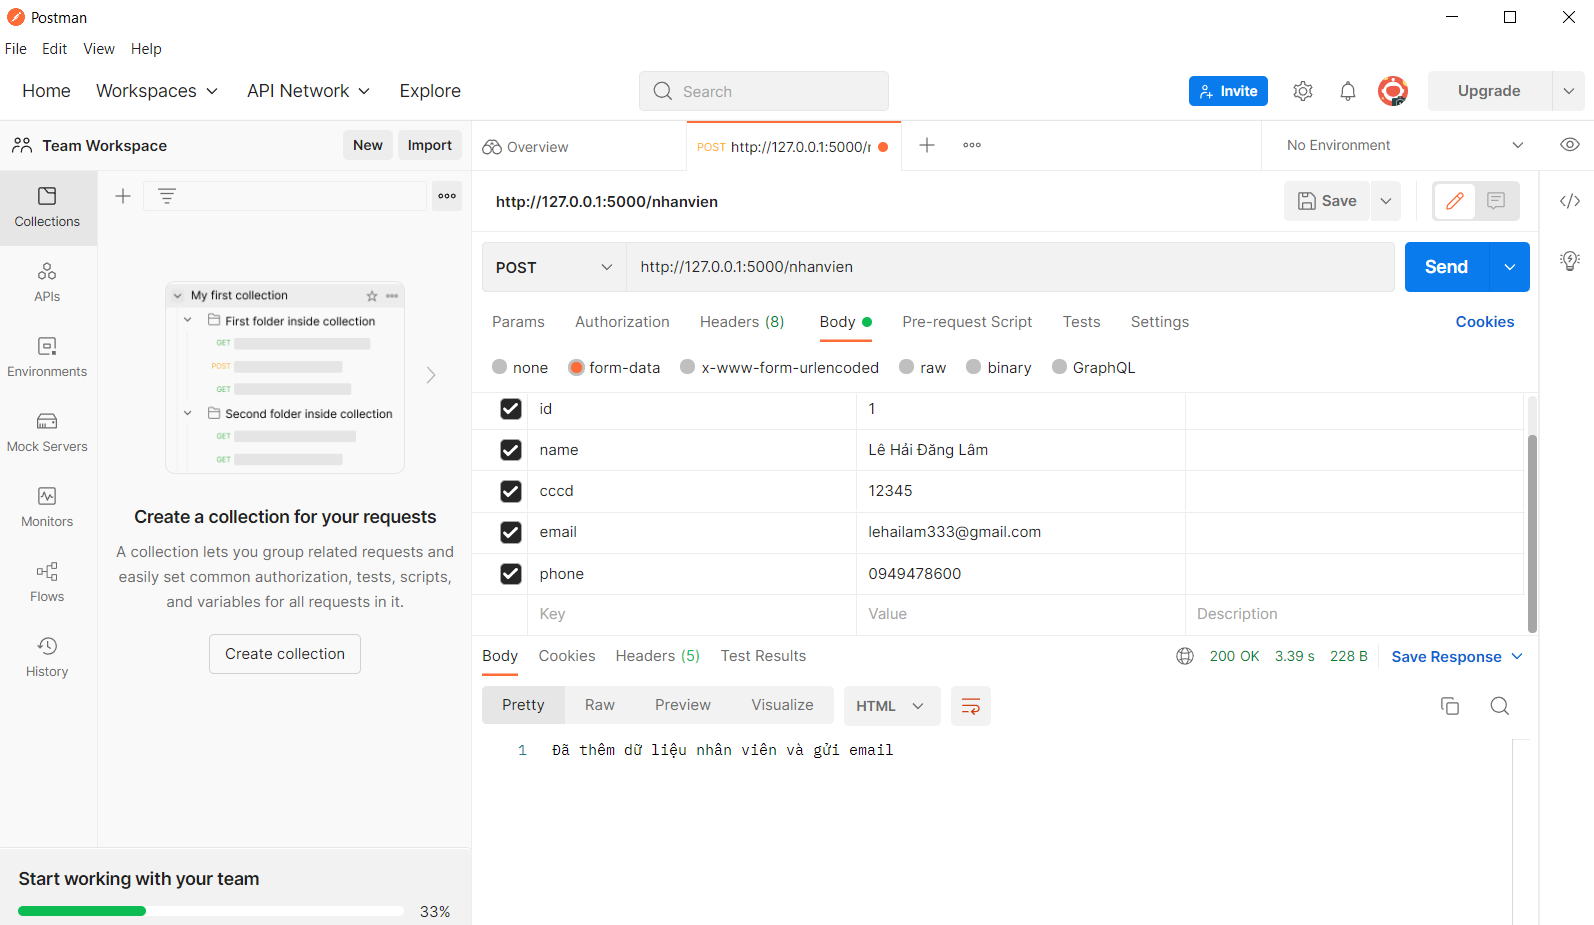 Postman
File Edit View Help
Home Workspaces API Network Explore Search Invite Upgrade
Team Workspace New Import
Overview POST http://127.0.0.1:5000/r No Environment
Collections
APIs
Environments
Mock Servers
Monitors
Flows
History
My first collection
First folder inside collection
GET
POST
GET
Second folder inside collection
GET
GET
Create a collection for your requests
A collection lets you group related requests and
easily set common authorization, tests, scripts,
and variables for all requests in it.
Create collection
Start working with your team
33%
http://127.0.0.1:5000/nhanvien Save
POST http://127.0.0.1:5000/nhanvien Send
Params Authorization Headers (8) Body Pre-request Script Tests Settings Cookies
none form-data x-www-form-urlencoded raw binary GraphQL
id 1
name Lê Hải Đăng Lâm
cccd 12345
email lehailam333@gmail.com
phone 0949478600
Key Value Description
Body Cookies Headers (5) Test Results 200 OK 3.39 s 228 B Save Response
Pretty Raw Preview Visualize HTML
1 Đã thêm dữ liệu nhân viên và gửi email